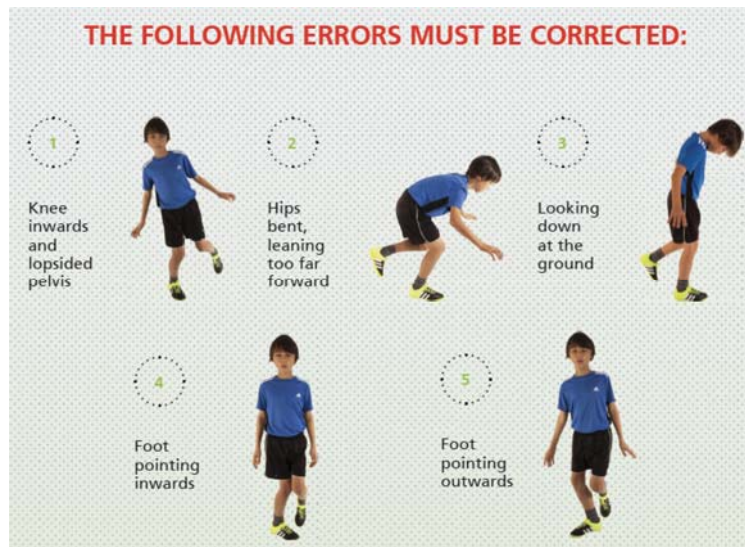 THE FOLLOWING ERRORS MUST BE CORRECTED:
1
Knee
inwards
and
lopsided
pelvis
2
Hips
bent,
leaning
too far
forward
3
Looking
down
at the
ground
4
Foot
pointing
inwards
5
Foot
pointing
outwards